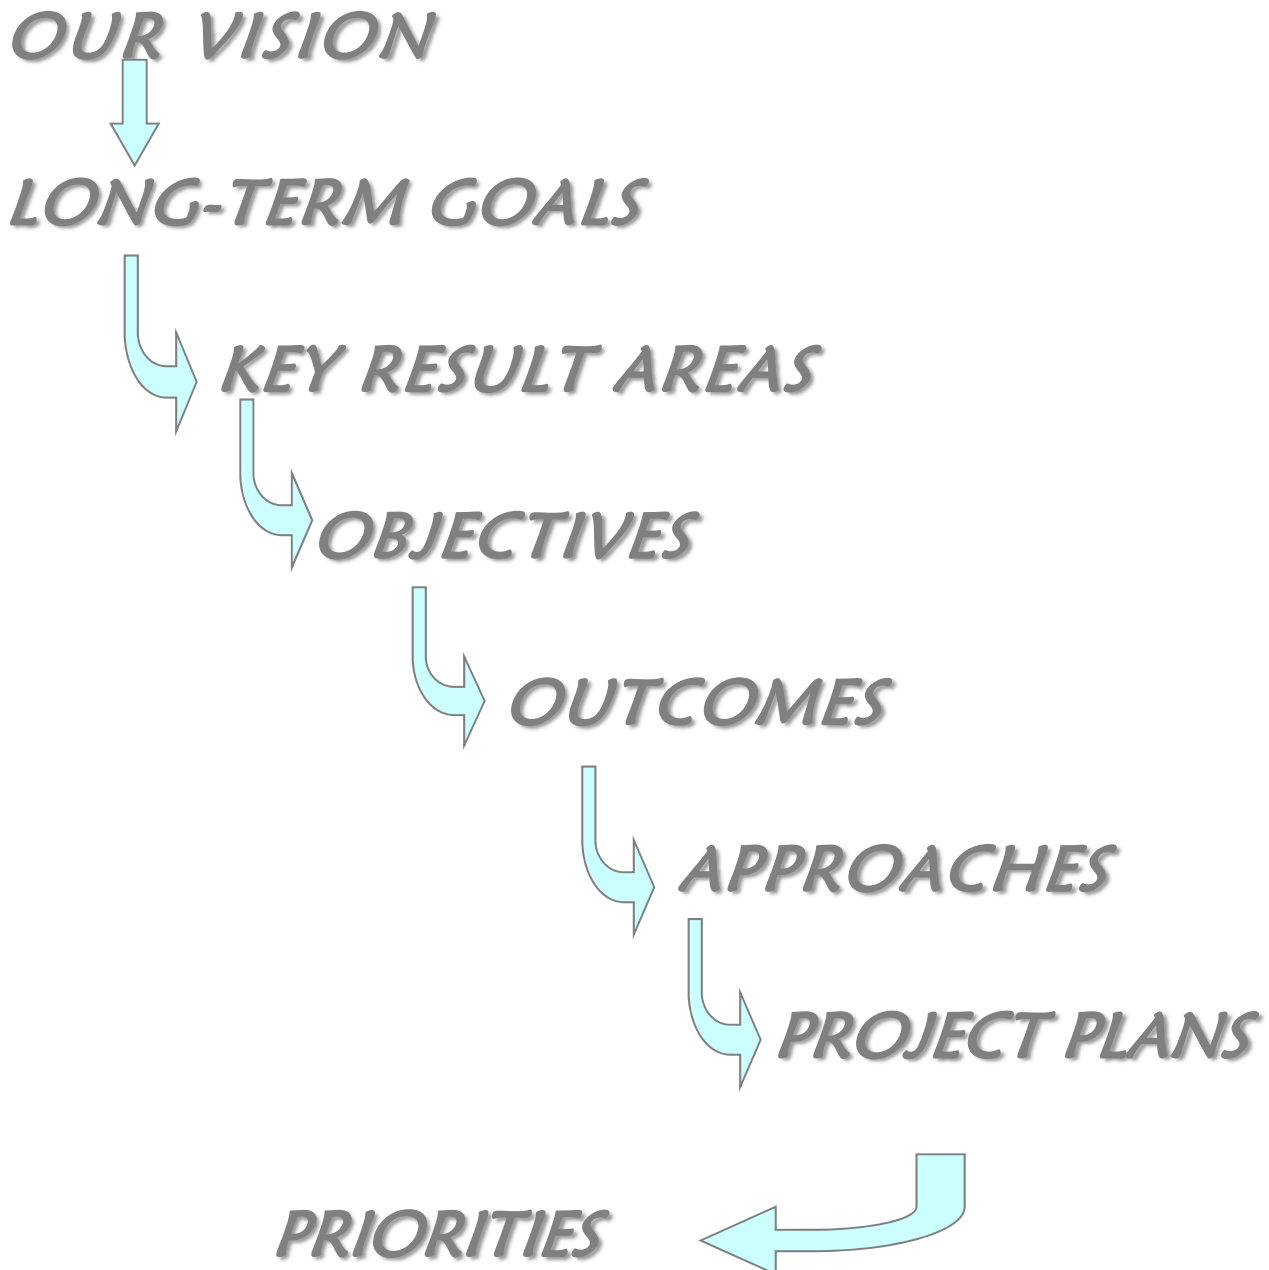 OUR VISION
LONG-TERM GOALS
KEY RESULT AREAS
OBJECTIVES
OUTCOMES
APPROACHES
PROJECT PLANS
PRIORITIES